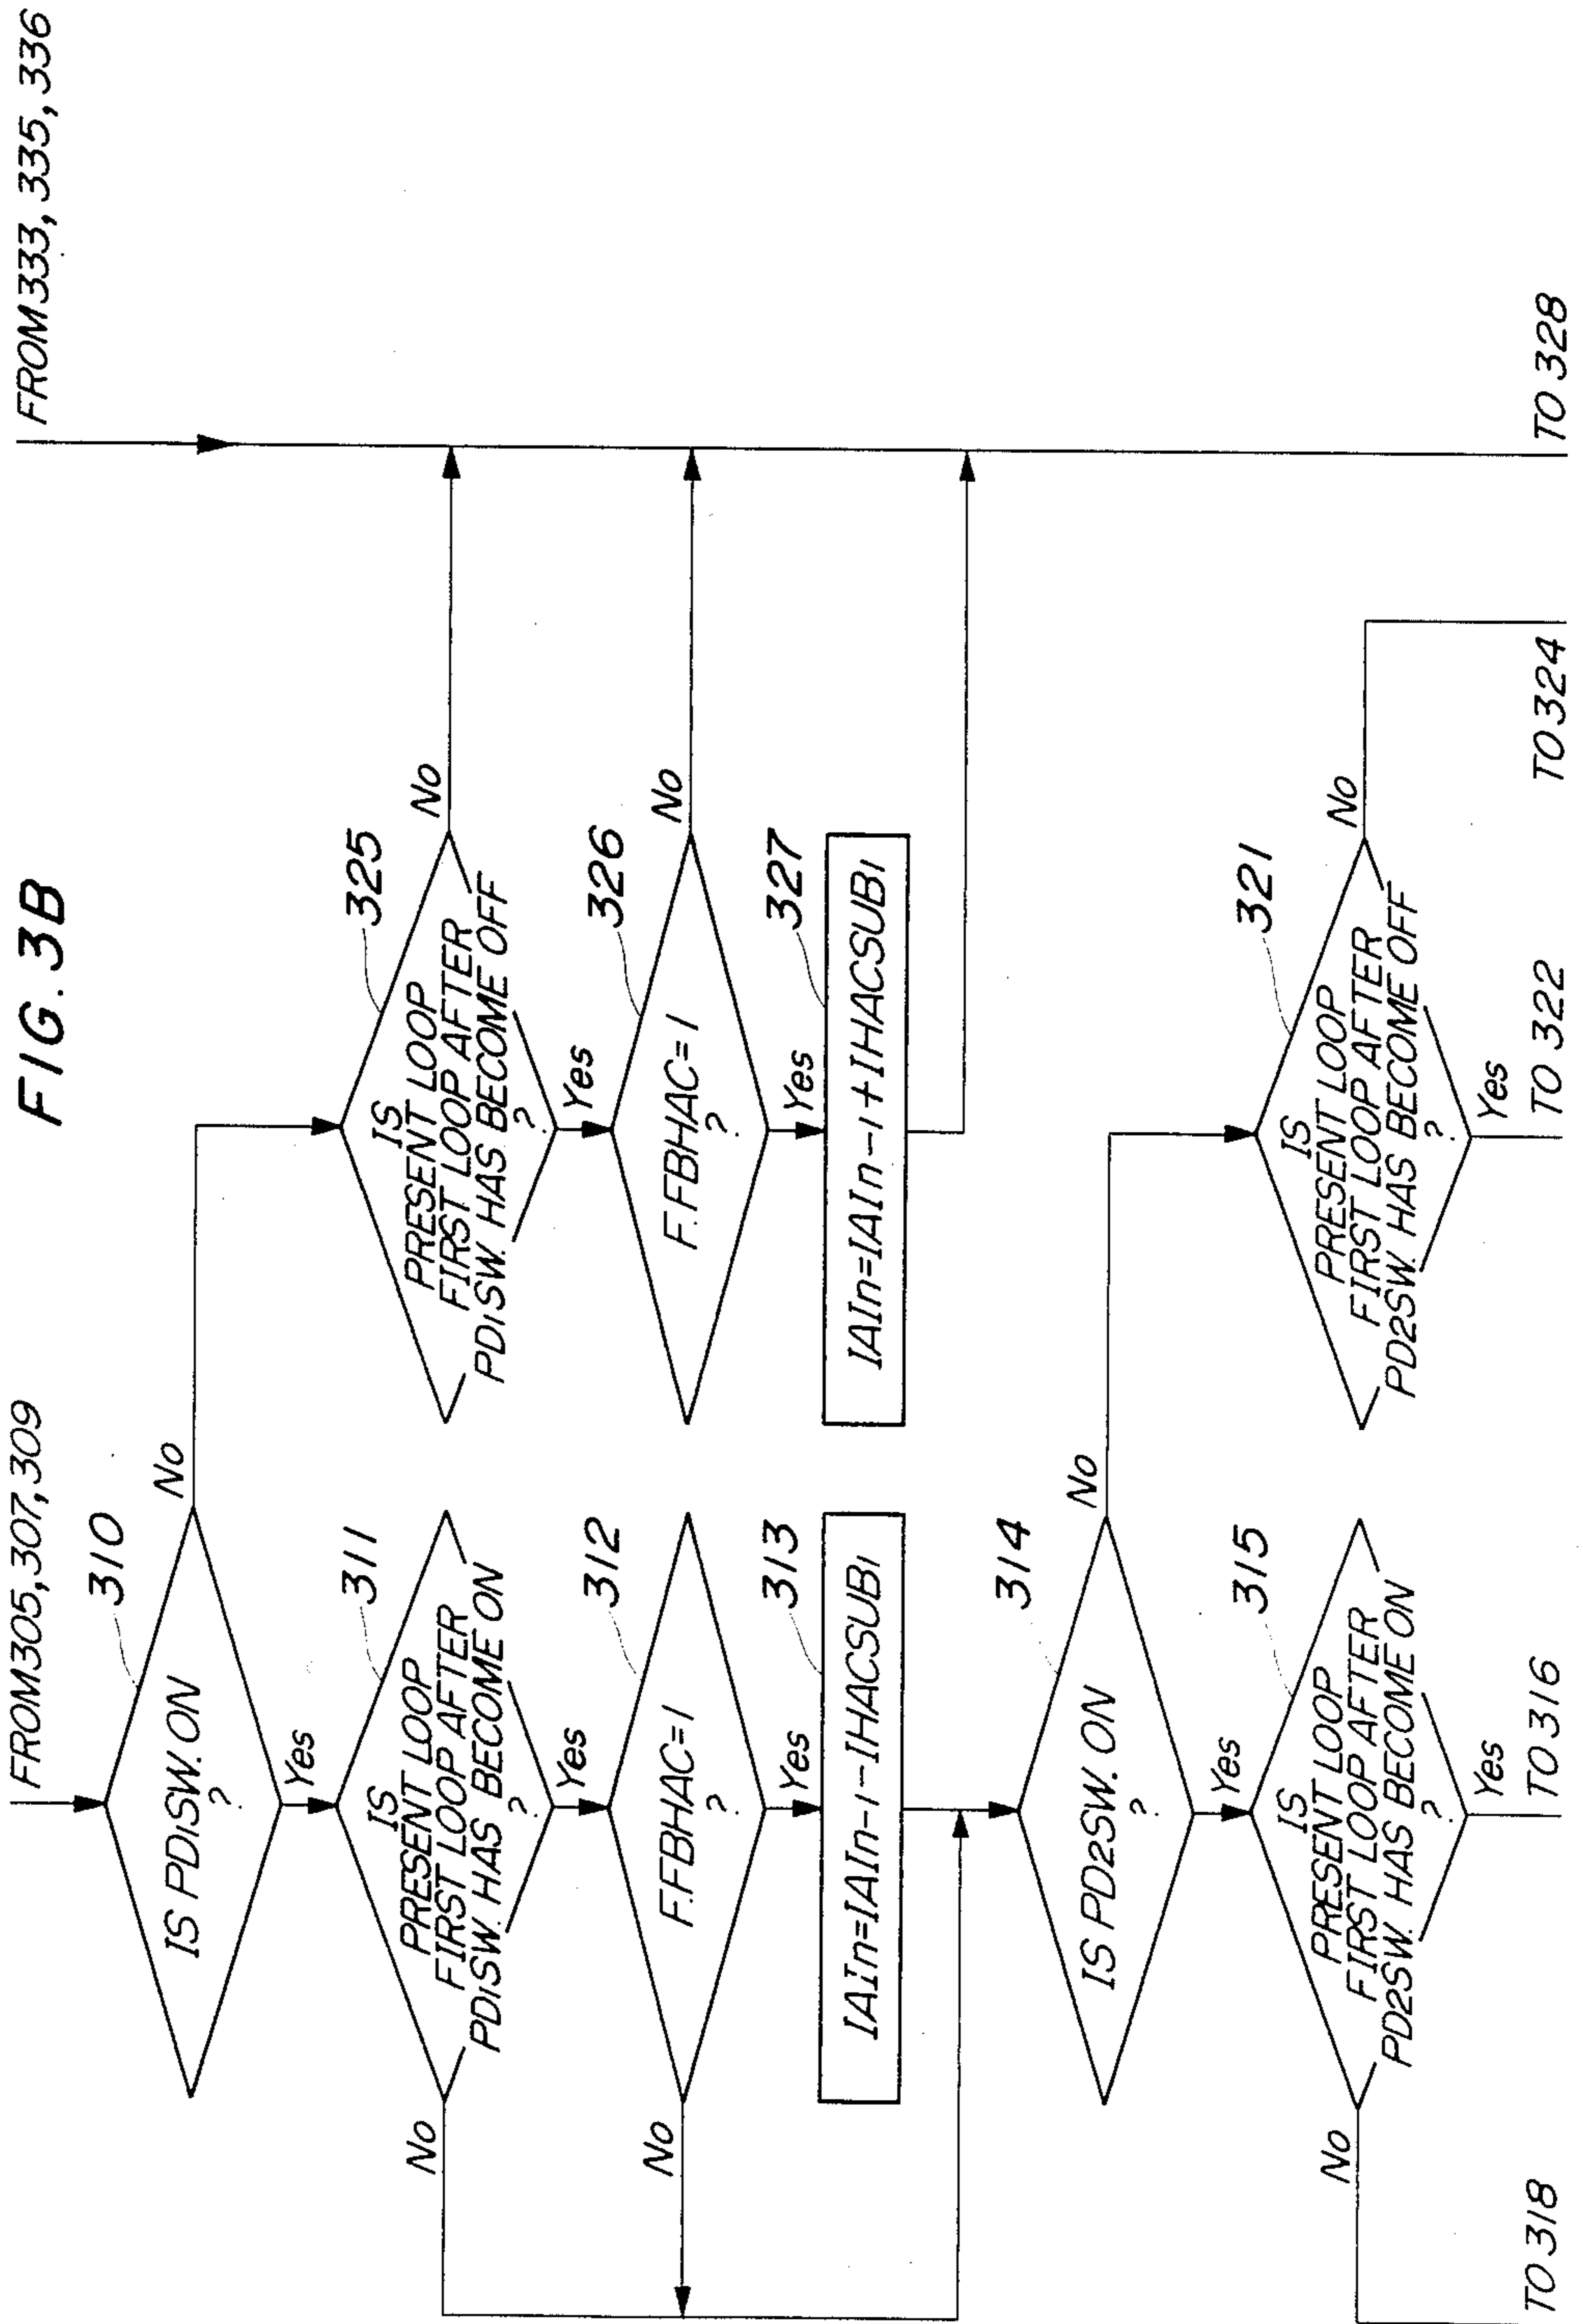 FIG. 3B
FROM 305, 307, 309
FROM 333, 335, 336
310
IS PD1SW. ON
?
No
Yes
311
IS
PRESENT LOOP
FIRST LOOP AFTER
PD1SW. HAS BECOME ON
?
No
Yes
325
IS
PRESENT LOOP
FIRST LOOP AFTER
PD1SW. HAS BECOME OFF
?
No
Yes
312
F.FBHAC=1
?
No
Yes
326
F.FBHAC=1
?
No
Yes
313
IAIn=IAIn-1-IHACSUB1
327
IAIn=IAIn-1+IHACSUB1
314
IS PD2SW. ON
?
No
Yes
315
IS
PRESENT LOOP
FIRST LOOP AFTER
PD2SW. HAS BECOME ON
?
No
Yes
321
IS
PRESENT LOOP
FIRST LOOP AFTER
PD2SW. HAS BECOME OFF
?
No
Yes
TO 318
TO 316
TO 322
TO 324
TO 328